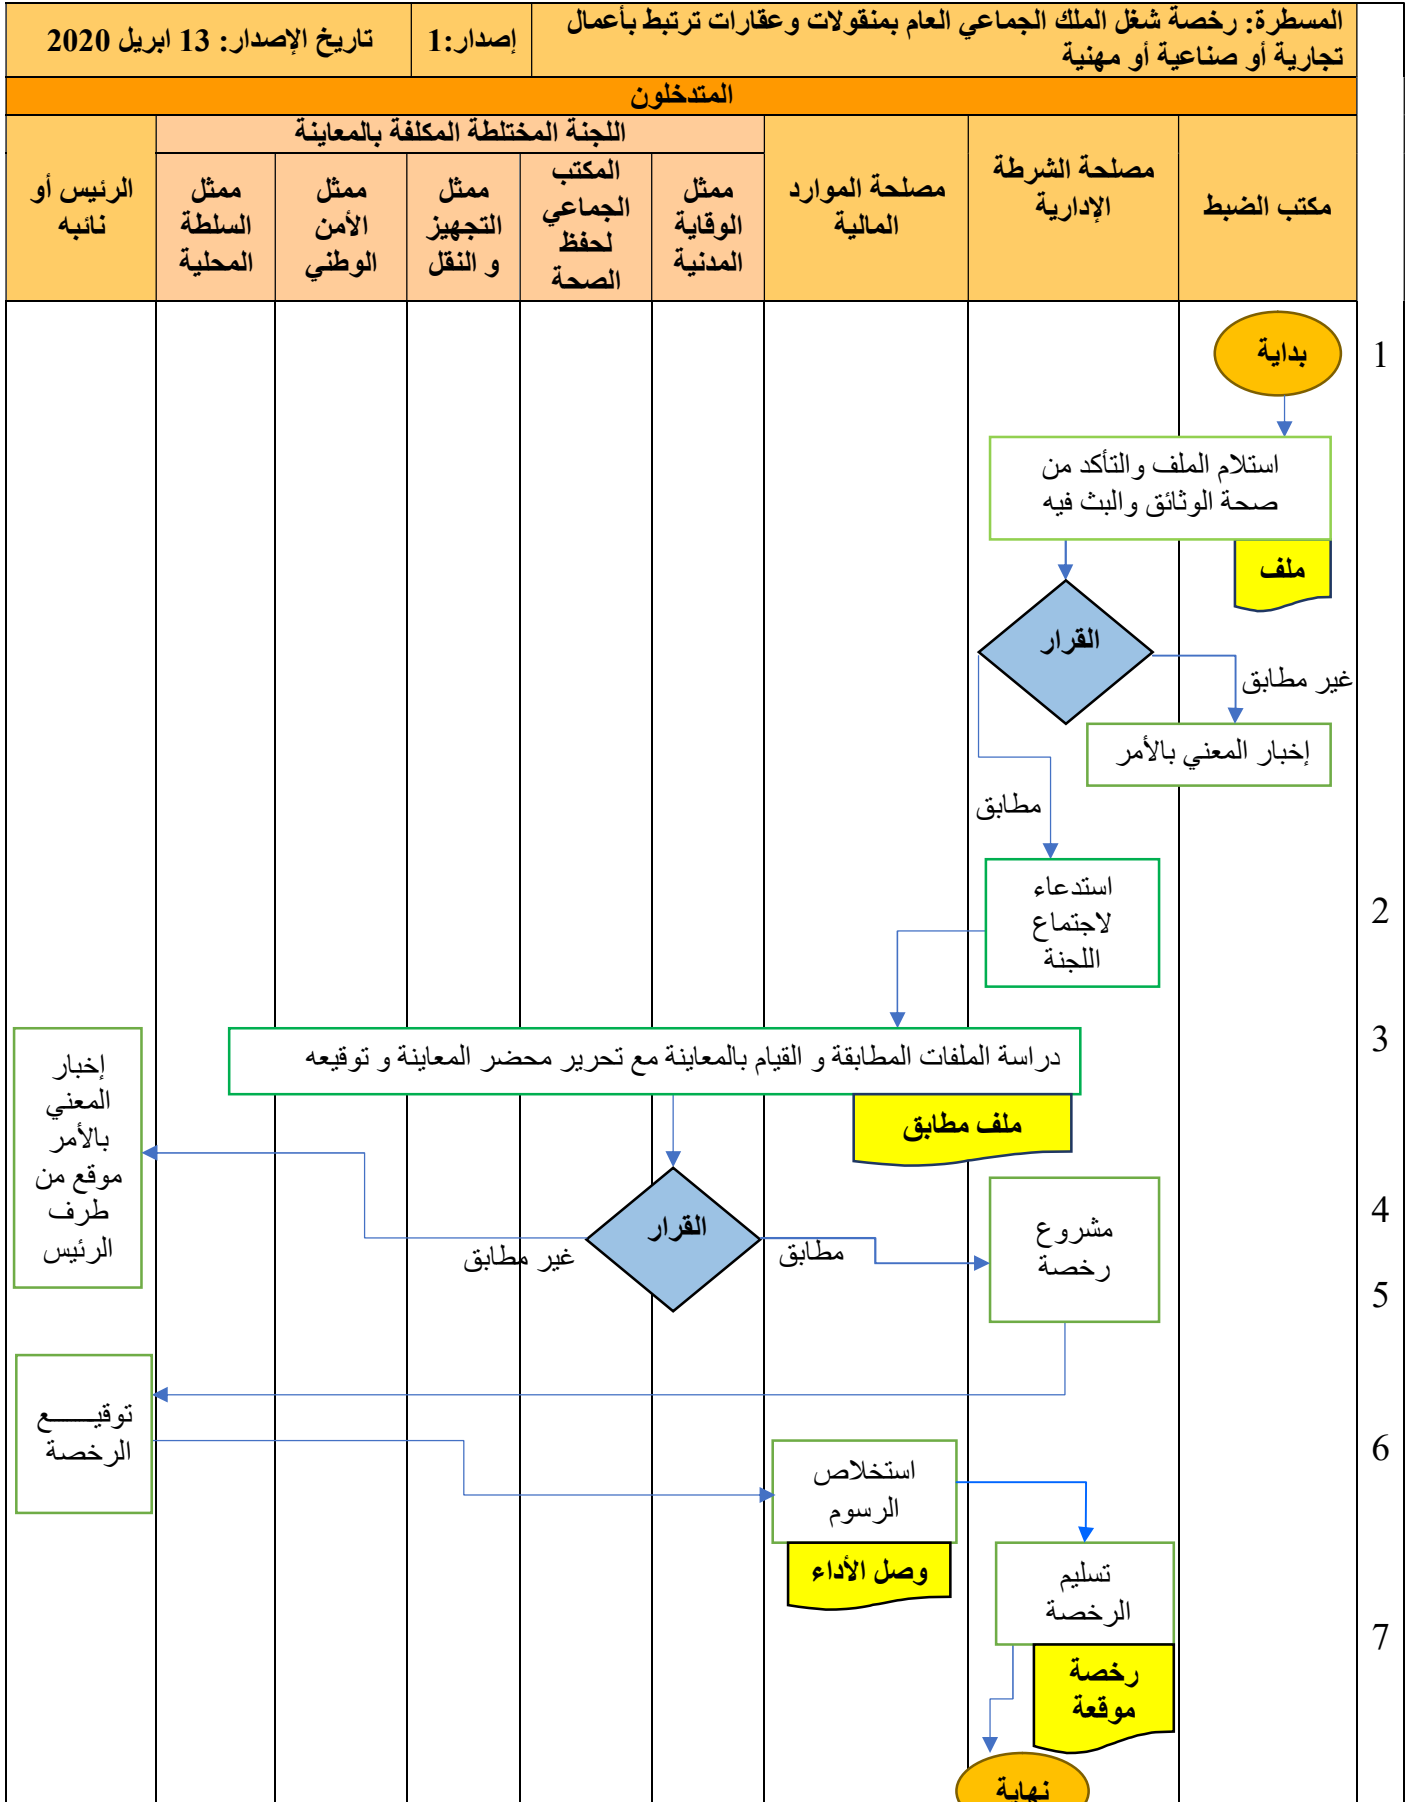 المسطرة: رخصة شغل الملك الجماعي العام بمنقولات وعقارات ترتبط بأعمال
تجارية أو صناعية أو مهنية
إصدار:1
تاريخ الإصدار: 13 ابريل 2020
المتدخلون
مكتب الضبط
مصلحة الشرطة
الإدارية
مصلحة الموارد
المالية
اللجنة المختلطة المكلفة بالمعاينة
ممثل
الوقاية
المدنية
المكتب
الجماعي
لحفظ
الصحة
ممثل
التجهيز
و النقل
ممثل
الأمن
الوطني
ممثل
السلطة
المحلية
الرئيس أو
نائبه
1
بداية
استلام الملف والتأكد من
صحة الوثائق والبث فيه
ملف
القرار
غير مطابق
إخبار المعني بالأمر
مطابق
2
استدعاء
لاجتماع
اللجنة
3
دراسة الملفات المطابقة و القيام بالمعاينة مع تحرير محضر المعاينة و توقيعه
ملف مطابق
إخبار
المعني
بالأمر
موقع من
طرف
الرئيس
4
القرار
مطابق
غير مطابق
مشروع
رخصة
5
توقيـــــــع
الرخصة
6
استخلاص
الرسوم
وصل الأداء
تسليم
الرخصة
7
رخصة
موقعة
نهاية